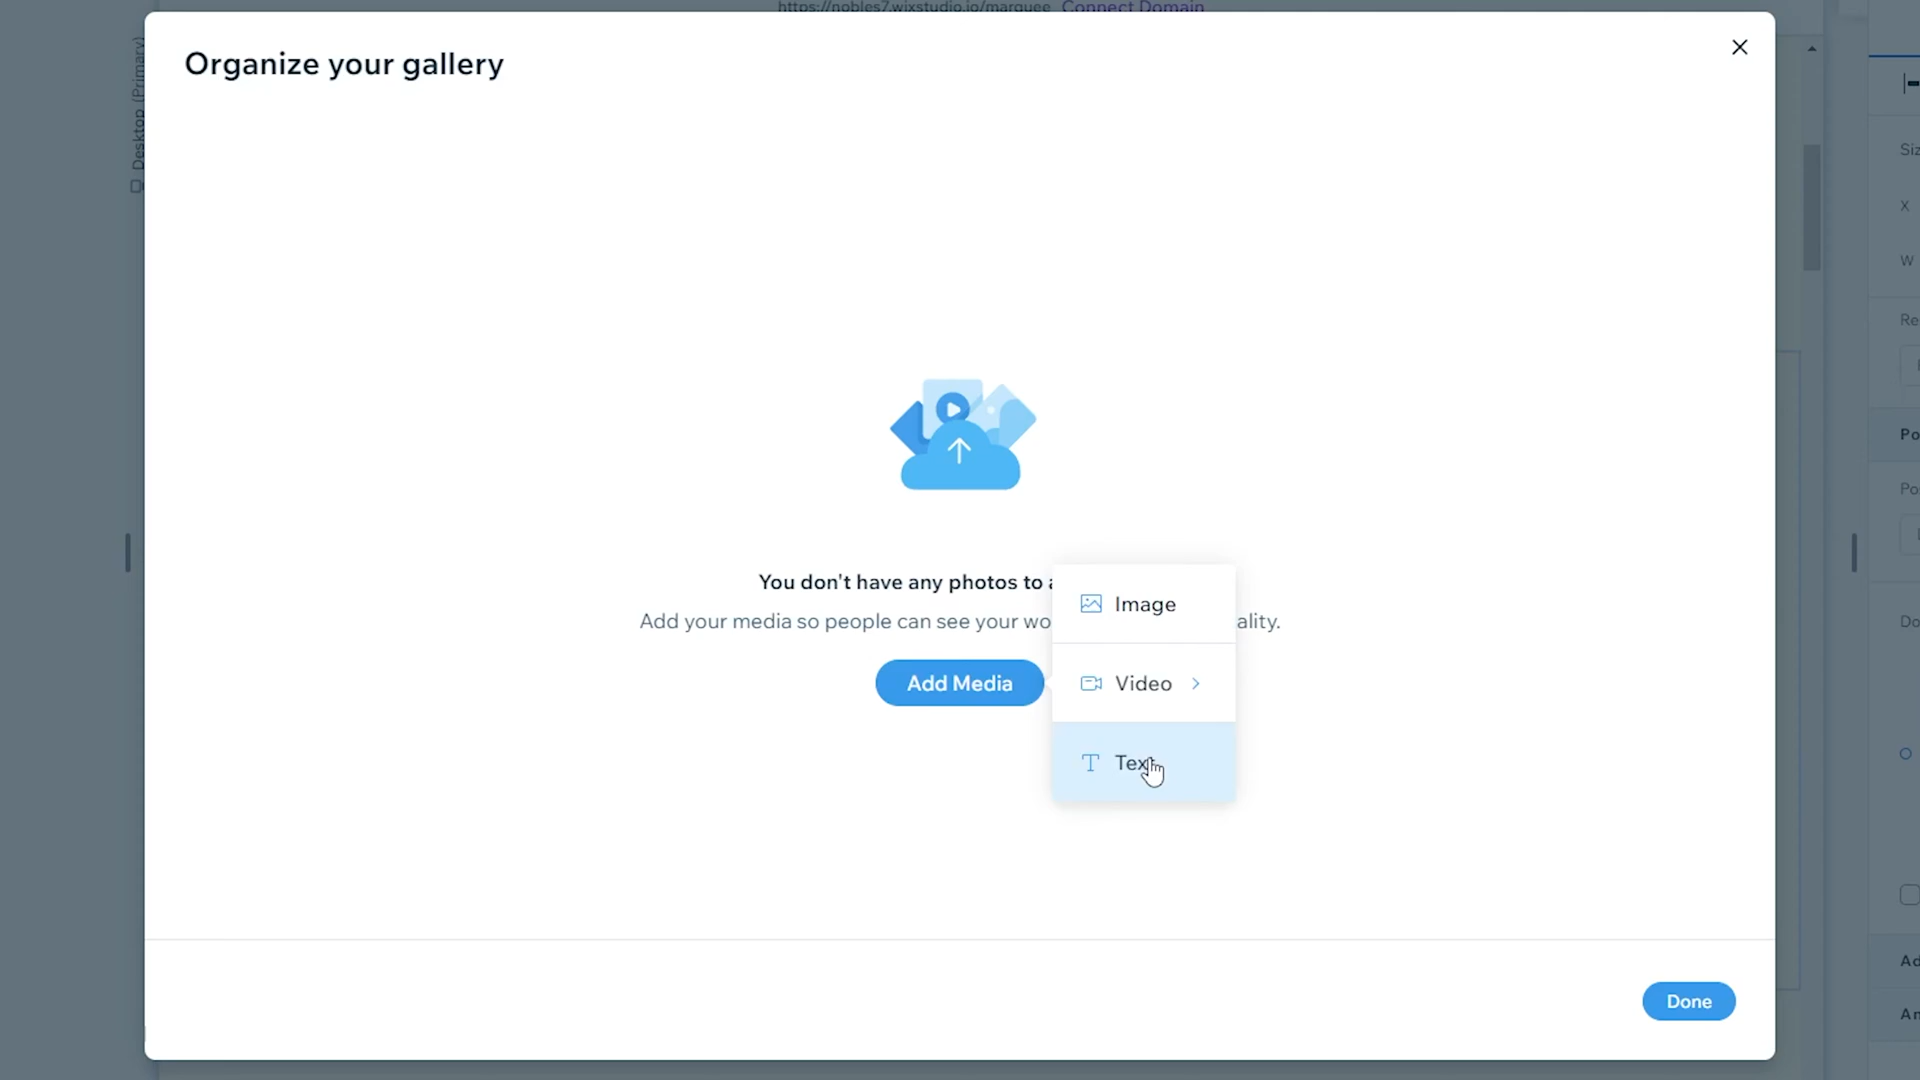 https://nobles7.wixstudio.io/marquee Connect Domain
Desktop (Primary)
Organize your gallery
You don't have any photos to
Add your media so people can see your wo ality.
Add Media
Image
Video
Text
Done
Siz
X
W
Re
Po
Po
Do
Ad
An